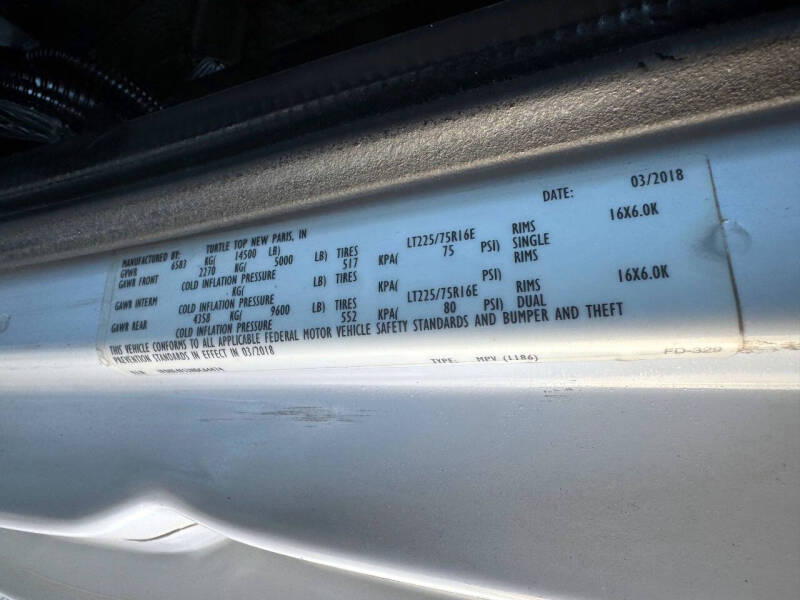 MANUFACTURED BY: TURTLE TOP NEW PARIS, IN DATE: 03/2018
GVWR 6583 KG( 14500 LB)
GAWR FRONT 2270 KG( 5000 LB) TIRES LT225/75R16E RIMS 16X6.0K
COLD INFLATION PRESSURE 517 KPA( 75 PSI) SINGLE
GAWR INTERM KG( LB) TIRES RIMS
COLD INFLATION PRESSURE KPA( PSI)
GAWR REAR 4358 KG( 9600 LB) TIRES LT225/75R16E RIMS 16X6.0K
COLD INFLATION PRESSURE 552 KPA( 80 PSI) DUAL
THIS VEHICLE CONFORMS TO ALL APPLICABLE FEDERAL MOTOR VEHICLE SAFETY STANDARDS AND BUMPER AND THEFT
PREVENTION STANDARDS IN EFFECT IN 03/2018
TYPE: MPV (1186) FD-329